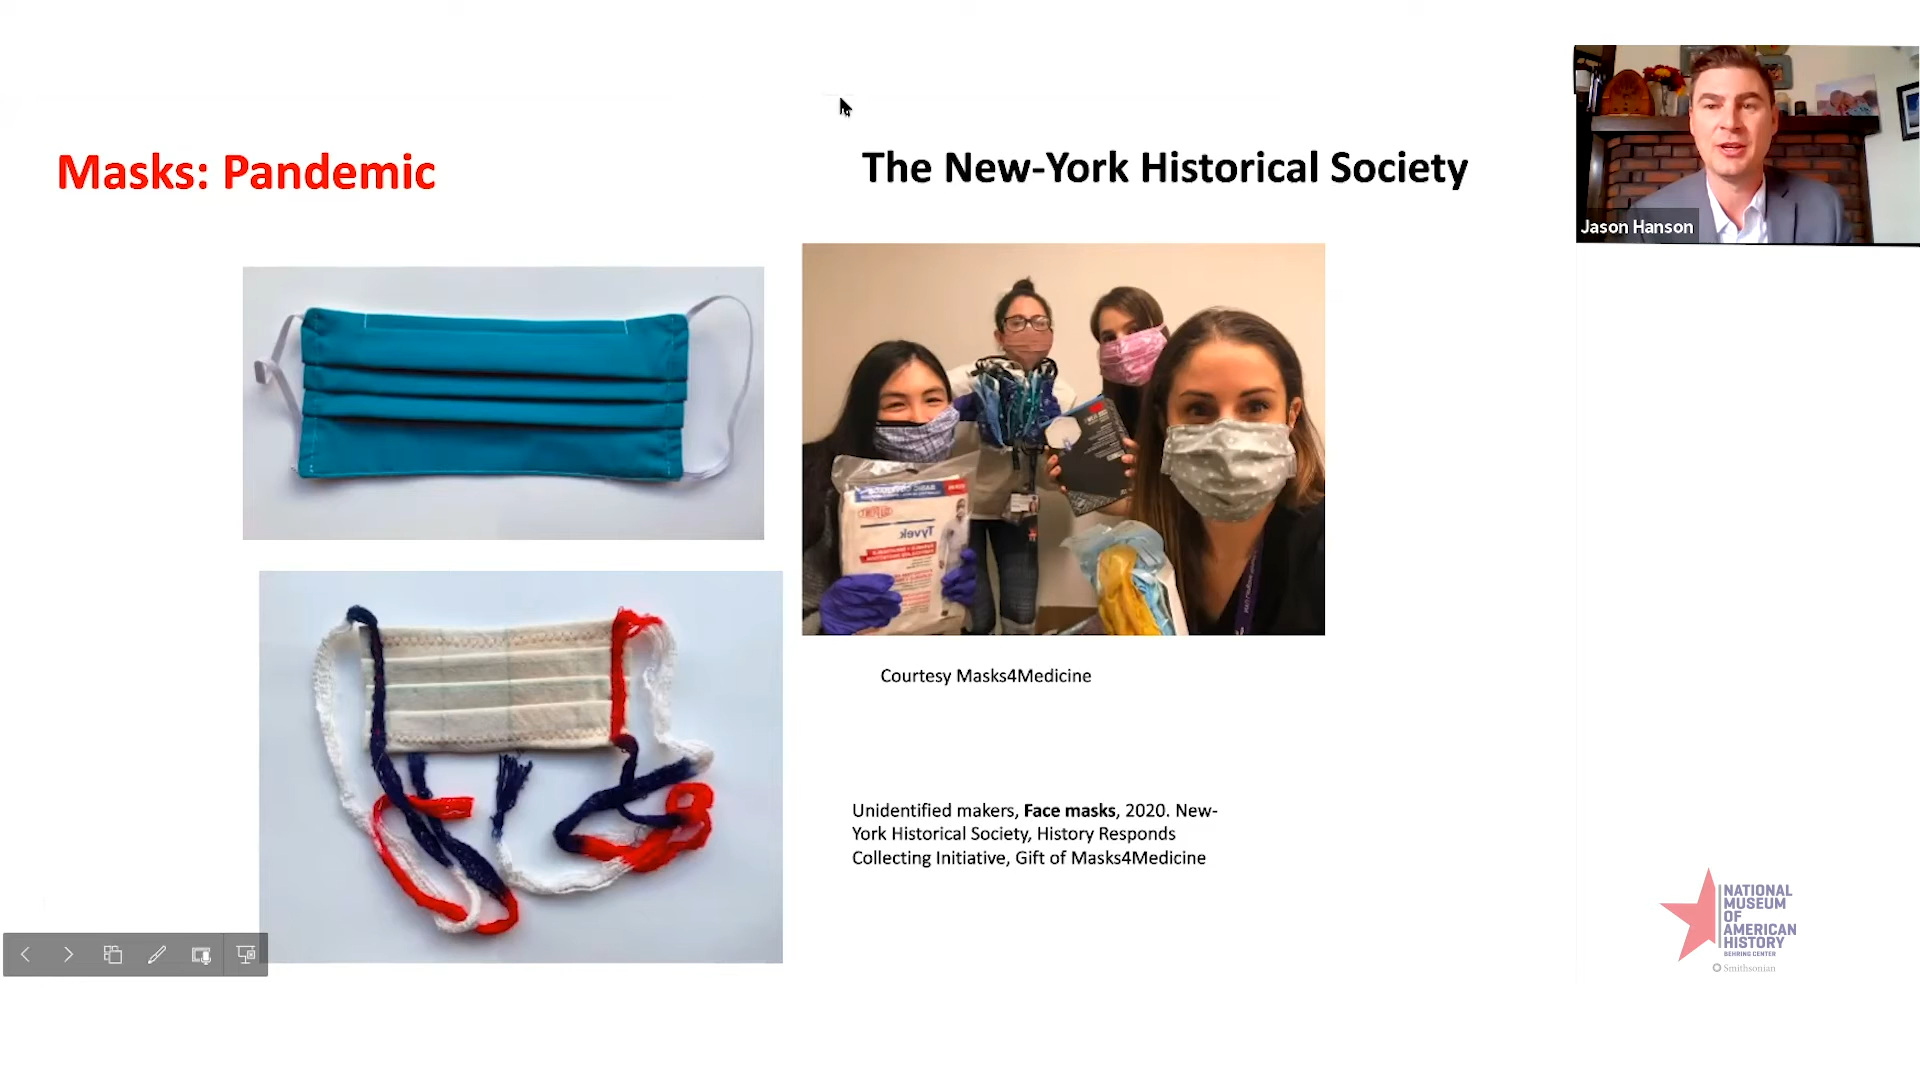 Masks: Pandemic
The New-York Historical Society
Jason Hanson
Tyvek
Courtesy Masks4Medicine
Unidentified makers, Face masks, 2020. New-
York Historical Society, History Responds
Collecting Initiative, Gift of Masks4Medicine
NATIONAL
MUSEUM
OF
AMERICAN
HISTORY
BEHRING CENTER
Smithsonian